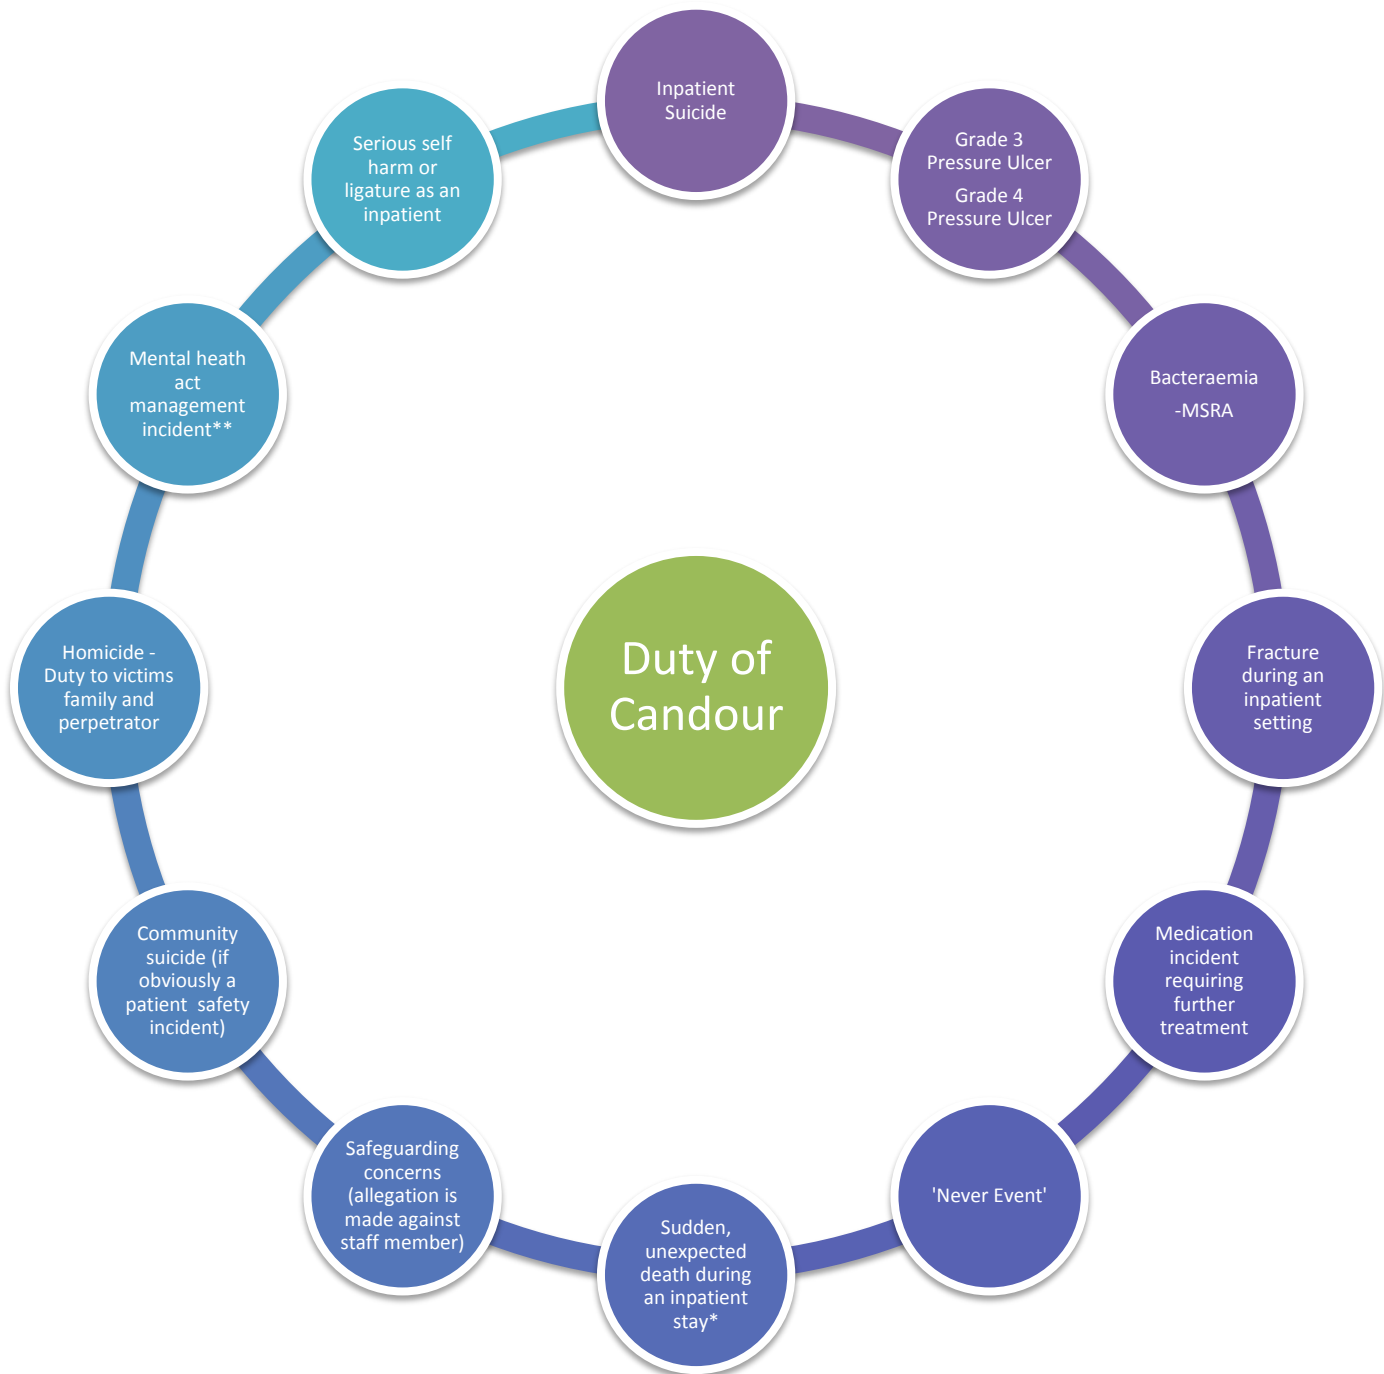 Inpatient
Suicide
Grade 3
Pressure Ulcer
Grade 4
Pressure Ulcer
Bacteraemia
-MSRA
Fracture
during an
inpatient
setting
Medication
incident
requiring
further
treatment
'Never Event'
Sudden,
unexpected
death during
an inpatient
stay*
Safeguarding
concerns
(allegation is
made against
staff member)
Community
suicide (if
obviously a
patient  safety
incident)
Homicide -
Duty to victims
family and
perpetrator
Mental heath
act
management
incident**
Serious self
harm or
ligature as an
inpatient
Duty of
Candour